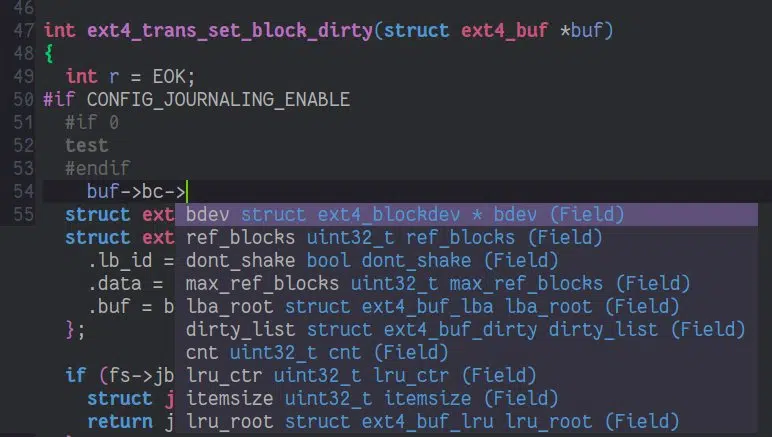 46
47 int ext4_trans_set_block_dirty(struct ext4_buf *buf)
48 {
49 int r = EOK;
50 #if CONFIG_JOURNALING_ENABLE
51 #if 0
52 test
53 #endif
54 buf->bc->
55 struct ext bdev struct ext4_blockdev * bdev (Field)
struct ext ref_blocks uint32_t ref_blocks (Field)
.lb_id = dont_shake bool dont_shake (Field)
.data = max_ref_blocks uint32_t max_ref_blocks (Field)
.buf = b lba_root struct ext4_buf_lba lba_root (Field)
}; dirty_list struct ext4_buf_dirty dirty_list (Field)
cnt uint32_t cnt (Field)
if (fs->jb lru_ctr uint32_t lru_ctr (Field)
struct j itemsize uint32_t itemsize (Field)
return j lru_root struct ext4_buf_lru lru_root (Field)